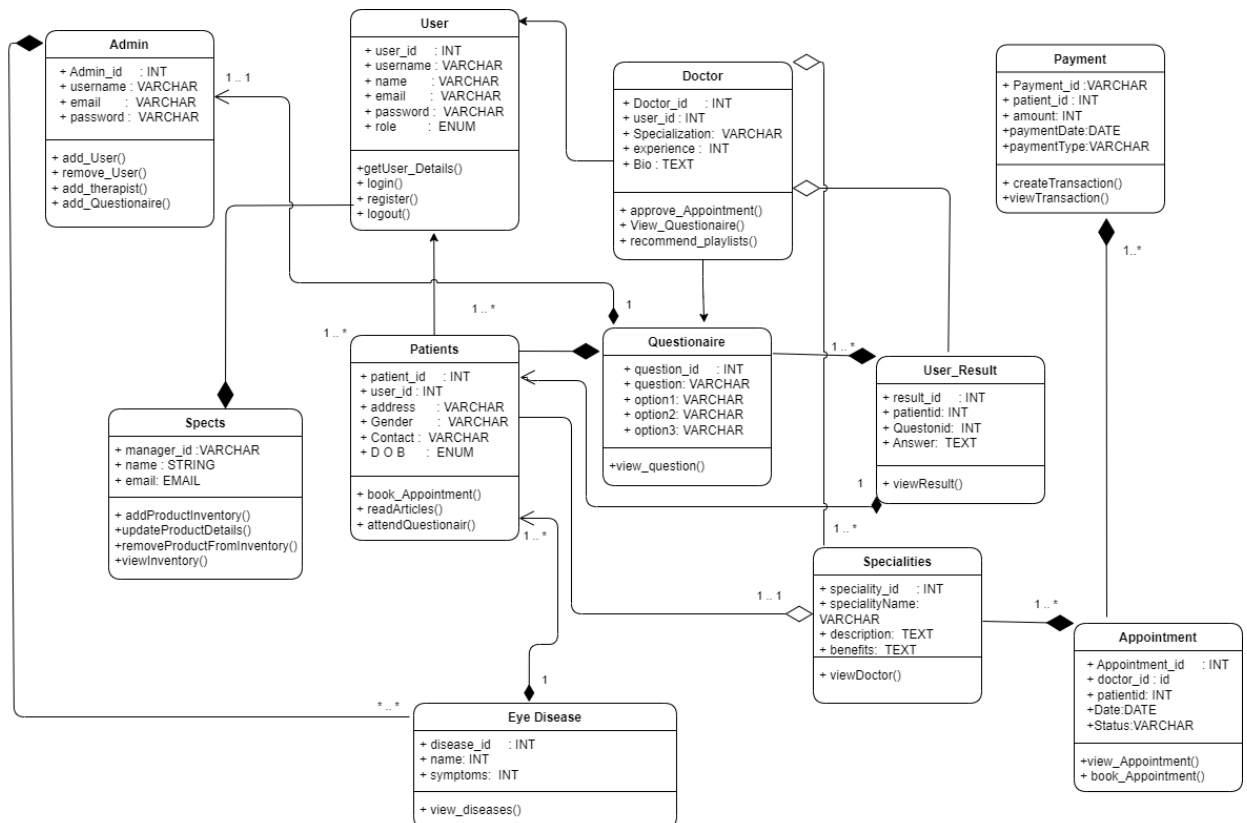 Admin
+ Admin_id : INT
+ username : VARCHAR
+ email : VARCHAR
+ password : VARCHAR
+ add_User()
+ remove_User()
+ add_therapist()
+ add_Questionaire()
1 .. 1
User
+ user_id : INT
+ username : VARCHAR
+ name : VARCHAR
+ email : VARCHAR
+ password : VARCHAR
+ role : ENUM
+getUser_Details()
+ login()
+ register()
+ logout()
Doctor
+ Doctor_id : INT
+ user_id : INT
+ Specialization: VARCHAR
+ experience : INT
+ Bio : TEXT
+ approve_Appointment()
+ View_Questionaire()
+ recommend_playlists()
Payment
+ Payment_id :VARCHAR
+ patient_id : INT
+ amount: INT
+paymentDate:DATE
+paymentType:VARCHAR
+ createTransaction()
+viewTransaction()
1..*
1 .. *
1 .. *
1
1 .. *
Patients
+ patient_id : INT
+ user_id : INT
+ address : VARCHAR
+ Gender : VARCHAR
+ Contact : VARCHAR
+ D O B : ENUM
+ book_Appointment()
+ readArticles()
+ attendQuestionair()
1.. *
Questionaire
+ question_id : INT
+ question: VARCHAR
+ option1: VARCHAR
+ option2: VARCHAR
+ option3: VARCHAR
+view_question()
User_Result
+ result_id : INT
+ patientid: INT
+ Questonid: INT
+ Answer: TEXT
+ viewResult()
1
Spects
+ manager_id :VARCHAR
+ name : STRING
+ email: EMAIL
+ addProductInventory()
+updateProductDetails()
+removeProductFromInventory()
+viewInventory()
1.. *
1 .. 1
Specialities
+ speciality_id : INT
+ specialityName:
VARCHAR
+ description: TEXT
+ benefits: TEXT
+ viewDoctor()
1.. *
Appointment
+ Appointment_id : INT
+ doctor_id : id
+ patientid: INT
+Date:DATE
+Status:VARCHAR
+view_Appointment()
+ book_Appointment()
1
* .. *
Eye Disease
+ disease_id : INT
+ name: INT
+ symptoms: INT
+ view_diseases()